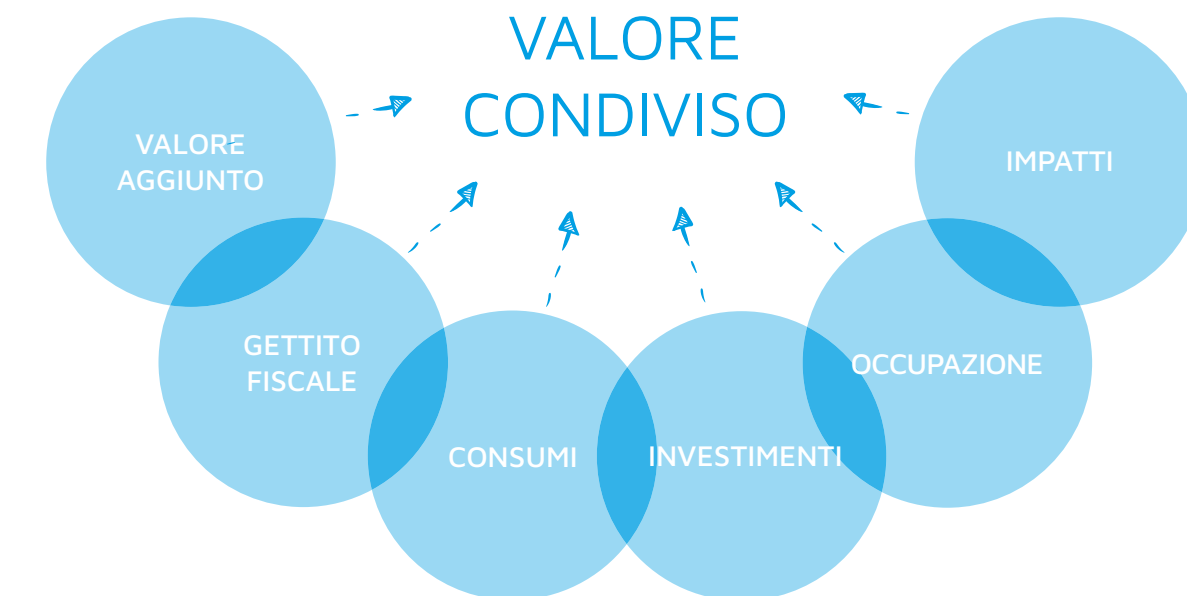 VALORE
CONDIVISO
VALORE
AGGIUNTO
IMPATTI
GETTITO
FISCALE
OCCUPAZIONE
CONSUMI
INVESTIMENTI